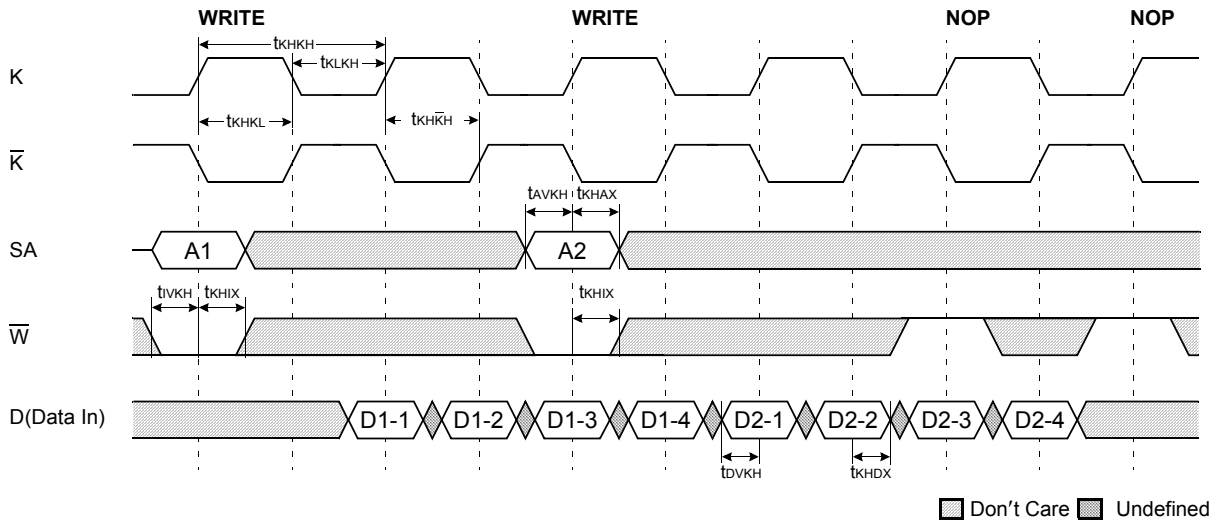 WRITE WRITE NOP NOP
tKHKH
tKLKH
K
tKHKL tKHK̅H
K̅
tAVKH tKHAX
SA A1 A2
tIVKH tKHIX tKHIX
W̅
D(Data In) D1-1 D1-2 D1-3 D1-4 D2-1 D2-2 D2-3 D2-4
tDVKH tKHDX
Don′t Care Undefined